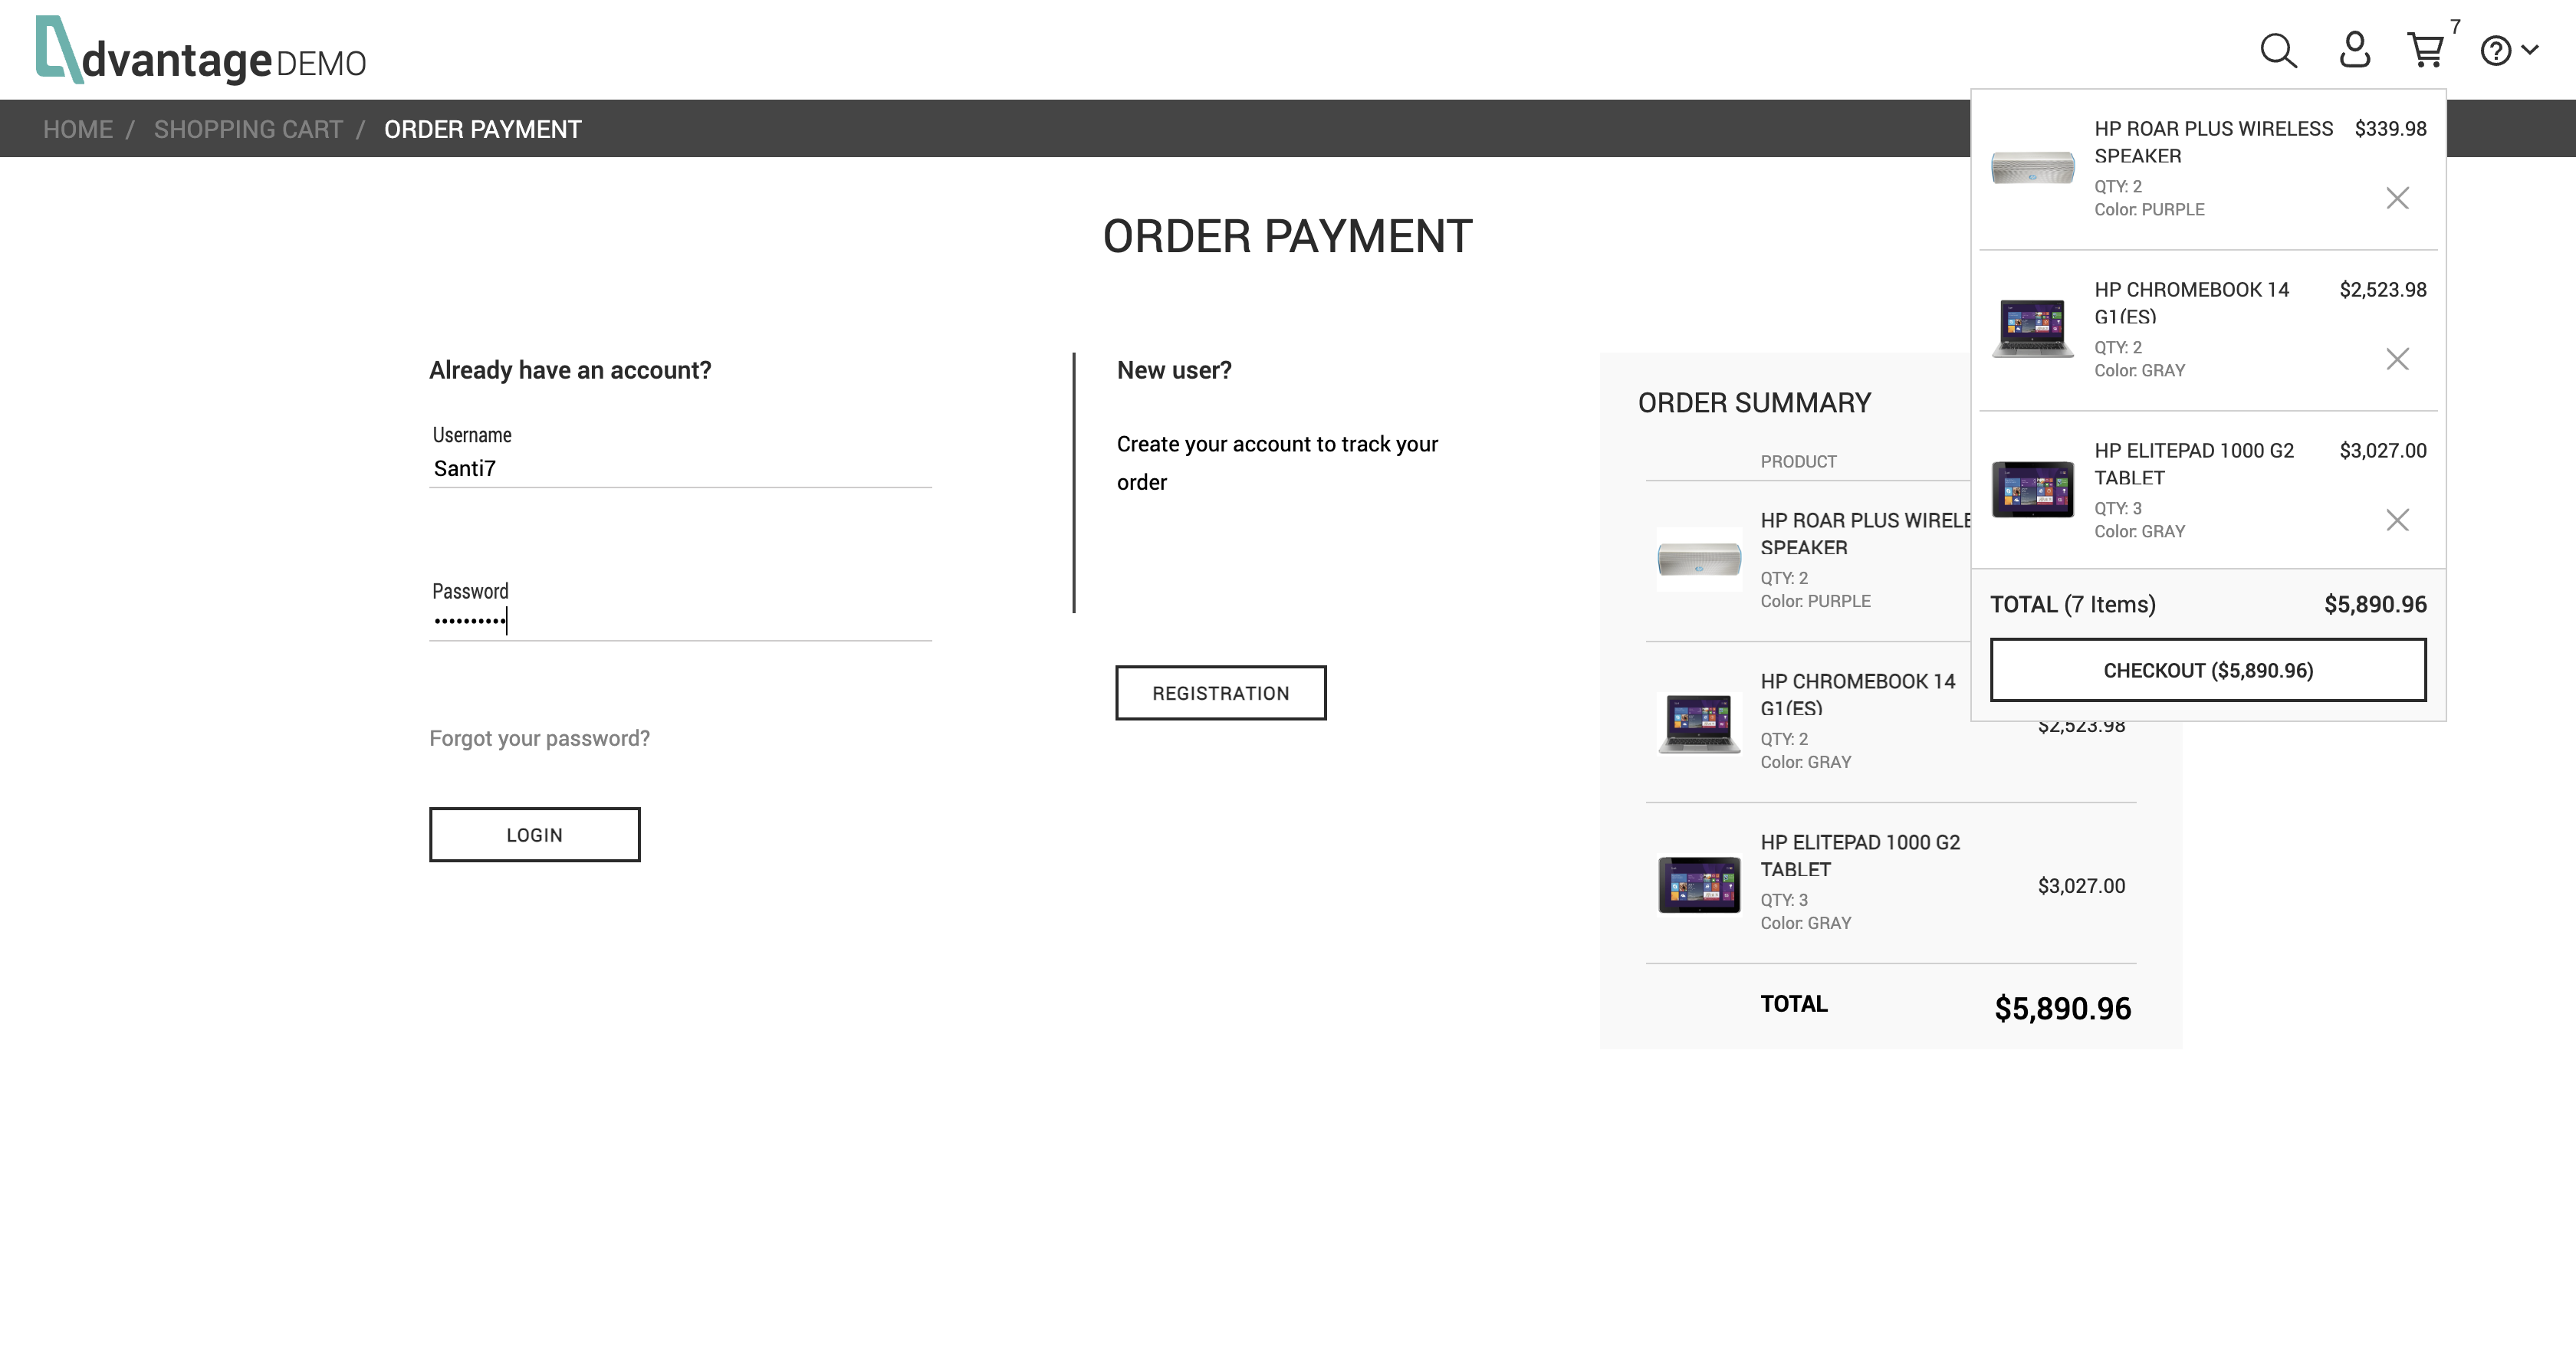 dvantage DEMO
7
HOME / SHOPPING CART / ORDER PAYMENT
ORDER PAYMENT
Already have an account?
Username
Santi7
Password
••••••••••
Forgot your password?
LOGIN
New user?
Create your account to track your
order
REGISTRATION
ORDER SUMMARY
PRODUCT
HP ROAR PLUS WIRELE
SPEAKER
QTY: 2
Color: PURPLE
HP CHROMEBOOK 14
G1(ES)
QTY: 2
Color: GRAY
$2,523.98
HP ELITEPAD 1000 G2
TABLET
QTY: 3
Color: GRAY
$3,027.00
TOTAL $5,890.96
HP ROAR PLUS WIRELESS $339.98
SPEAKER
QTY: 2
Color: PURPLE
HP CHROMEBOOK 14 $2,523.98
G1(ES)
QTY: 2
Color: GRAY
HP ELITEPAD 1000 G2 $3,027.00
TABLET
QTY: 3
Color: GRAY
TOTAL (7 Items) $5,890.96
CHECKOUT ($5,890.96)